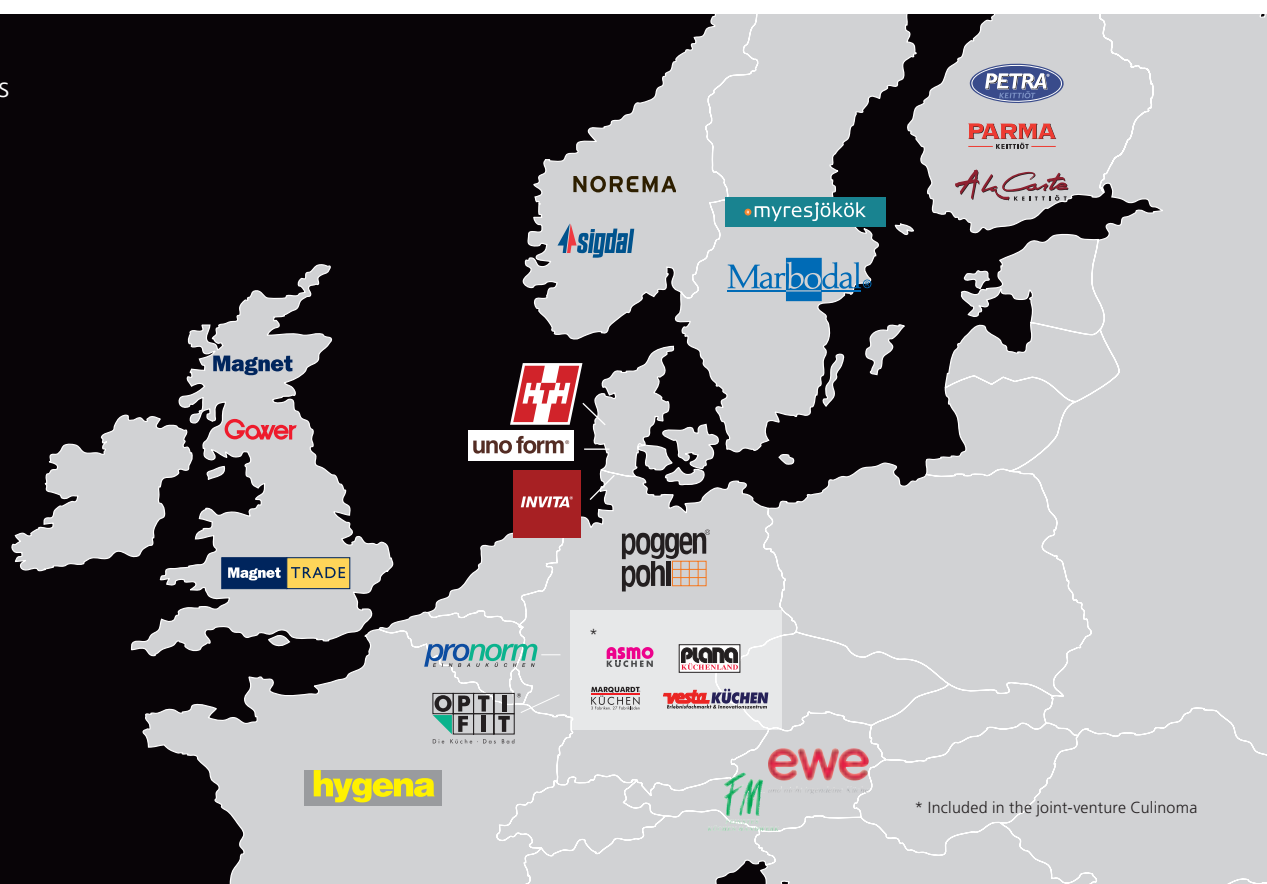 S
PETRA®
KEITTIÖT
PARMA
KEITTIÖT
A la Carte
KEITTIÖT
NOREMA
sigdal
myresjökök
Marbodal®
Magnet
Gower
HTH
uno form®
INVITA®
Magnet TRADE
poggen®
pohl
pronorm
EINBAUKÜCHEN
OPTI®
FIT
Die Küche · Das Bad
*
ASMO
KÜCHEN
PLANA
KÜCHENLAND
MARQUARDT
KÜCHEN
vesta KÜCHEN
Erlebnisfachmarkt & Innovationszentrum
hygena
ewe
FM
* Included in the joint-venture Culinoma